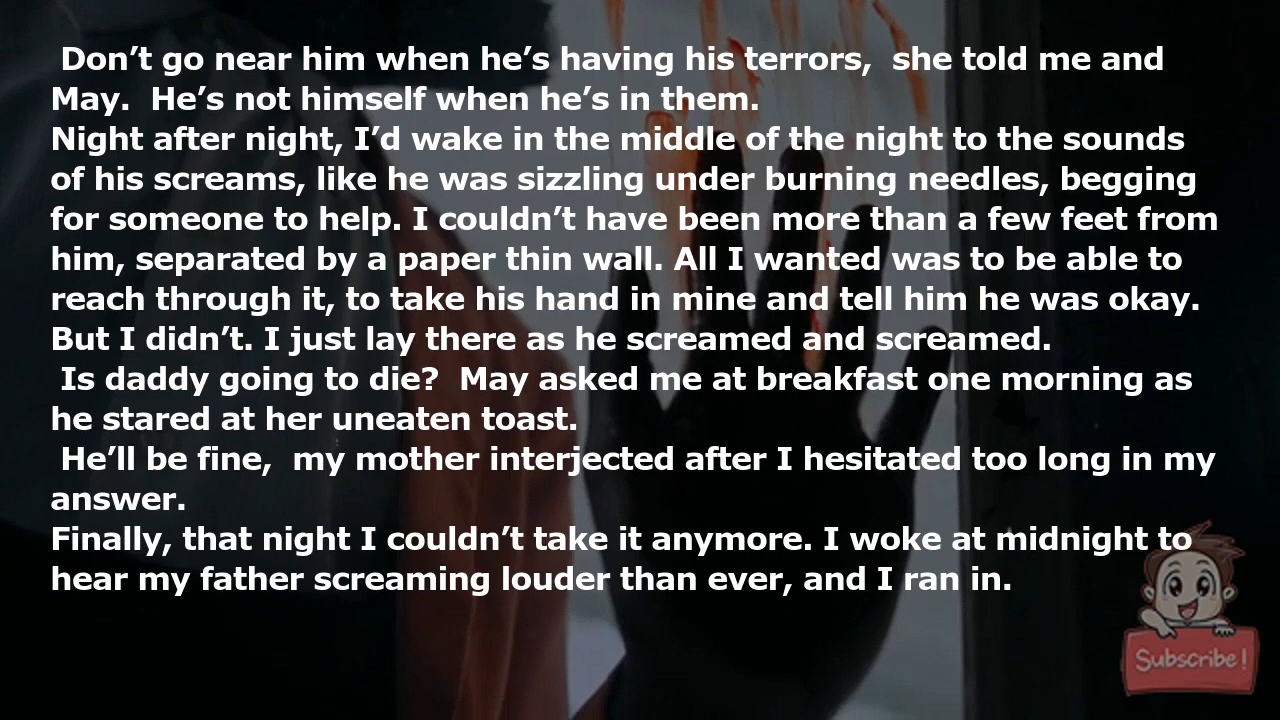 Don’t go near him when he’s having his terrors,  she told me and
May.  He’s not himself when he’s in them.
Night after night, I’d wake in the middle of the night to the sounds
of his screams, like he was sizzling under burning needles, begging
for someone to help. I couldn’t have been more than a few feet from
him, separated by a paper thin wall. All I wanted was to be able to
reach through it, to take his hand in mine and tell him he was okay.
But I didn’t. I just lay there as he screamed and screamed.
Is daddy going to die?  May asked me at breakfast one morning as
he stared at her uneaten toast.
He’ll be fine,  my mother interjected after I hesitated too long in my
answer.
Finally, that night I couldn’t take it anymore. I woke at midnight to
hear my father screaming louder than ever, and I ran in.
Subscribe!